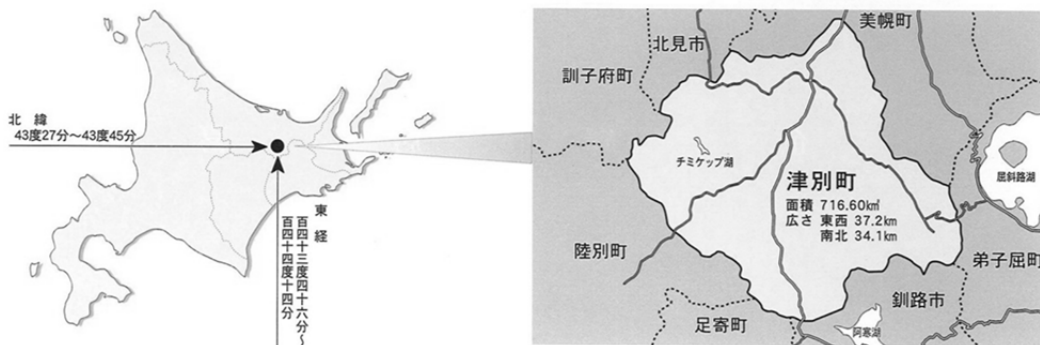 北緯
43度27分～43度45分
東経
百四十三度四十六分～
百四十四度十四分
美幌町
北見市
訓子府町
チミケップ湖
屈斜路湖
津別町
面積 716.60k㎡
広さ 東西 37.2km
南北 34.1km
陸別町
弟子屈町
釧路市
足寄町
阿寒湖